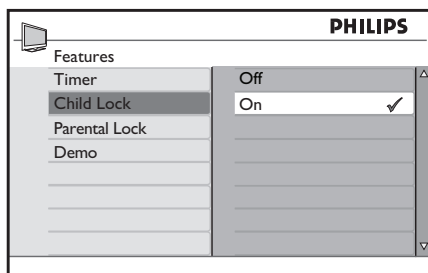 PHILIPS
Features
Timer
Off
Child Lock
On
Parental Lock
Demo